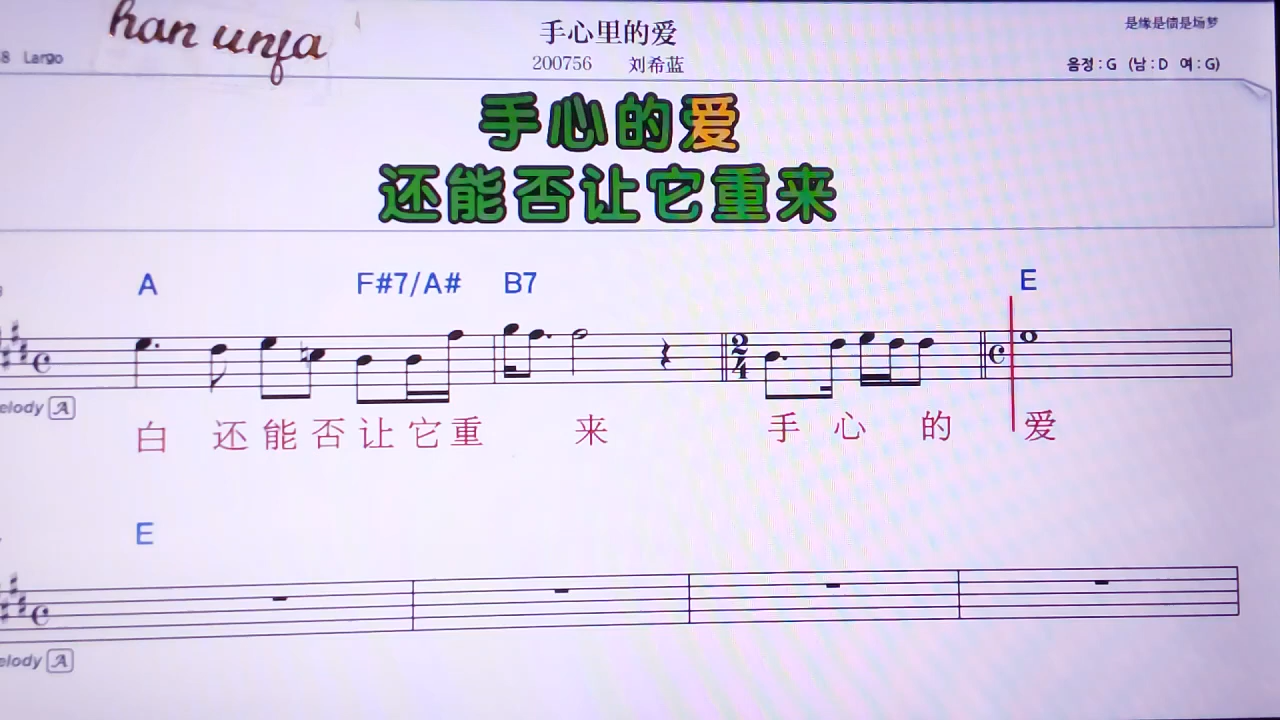 han unfa
手心里的爱
是缘是债是场梦
8 Largo
200756 刘希蓝
음정 : G (남 : D 여 : G)
手心的爱
还能否让它重来
A F#7/A# B7 E
2
4
elody A
白 还 能 否 让 它 重 来 手 心 的 爱
E
elody A